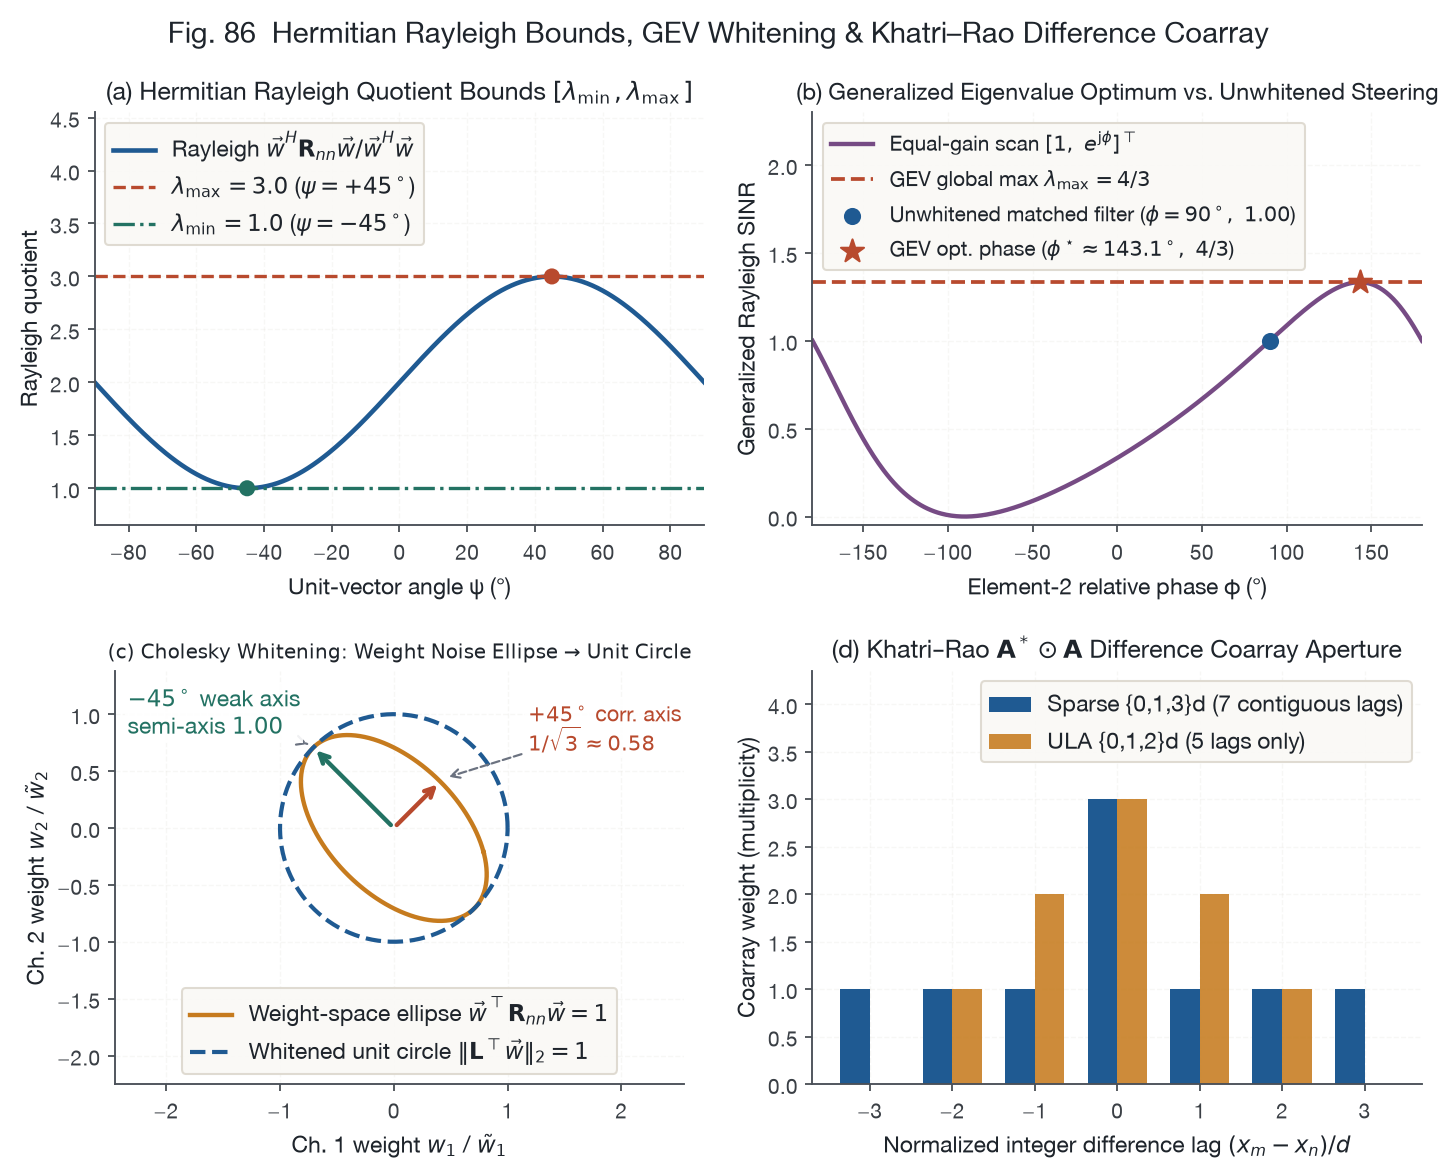 Fig. 86  Hermitian Rayleigh Bounds, GEV Whitening & Khatri–Rao Difference Coarray
(a) Hermitian Rayleigh Quotient Bounds [λ_min, λ_max]
Rayleigh w⃗^H R_nn w⃗/w⃗^H w⃗
λ_max = 3.0 (ψ = +45°)
λ_min = 1.0 (ψ = −45°)
Rayleigh quotient
4.5
4.0
3.5
3.0
2.5
2.0
1.5
1.0
−80 −60 −40 −20 0 20 40 60 80
Unit-vector angle ψ (°)
(b) Generalized Eigenvalue Optimum vs. Unwhitened Steering
Equal-gain scan [1, e^{jϕ}]^⊤
GEV global max λ_max = 4/3
Unwhitened matched filter (ϕ = 90°, 1.00)
GEV opt. phase (ϕ* ≈ 143.1°, 4/3)
Generalized Rayleigh SINR
2.0
1.5
1.0
0.5
0.0
−150 −100 −50 0 50 100 150
Element-2 relative phase ϕ (°)
(c) Cholesky Whitening: Weight Noise Ellipse → Unit Circle
−45° weak axis
semi-axis 1.00
+45° corr. axis
1/√3 ≈ 0.58
Weight-space ellipse w⃗^⊤ R_nn w⃗ = 1
Whitened unit circle ‖L^⊤ w⃗‖₂ = 1
Ch. 2 weight w₂ / w̃₂
1.0
0.5
0.0
−0.5
−1.0
−1.5
−2.0
−2 −1 0 1 2
Ch. 1 weight w₁ / w̃₁
(d) Khatri–Rao A* ⊙ A Difference Coarray Aperture
Sparse {0,1,3}d (7 contiguous lags)
ULA {0,1,2}d (5 lags only)
Coarray weight (multiplicity)
4.0
3.5
3.0
2.5
2.0
1.5
1.0
0.5
0.0
−3 −2 −1 0 1 2 3
Normalized integer difference lag (x_m − x_n)/d